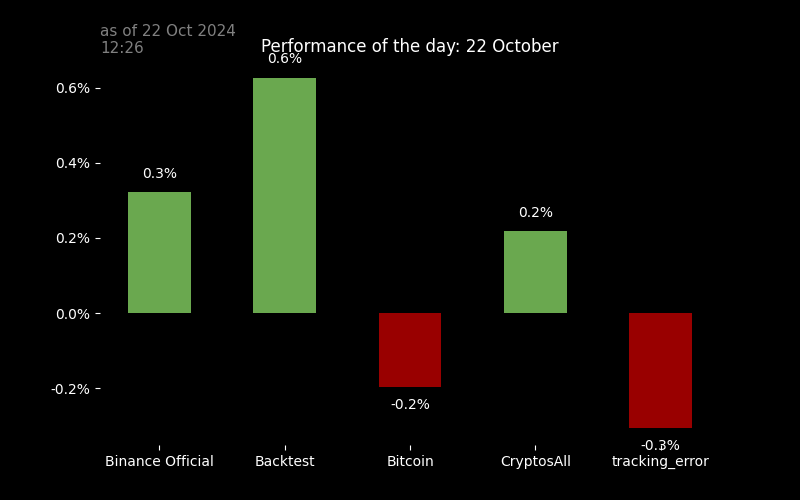 as of 22 Oct 2024
12:26
Performance of the day: 22 October
0.6%
0.6%
0.4%
0.3%
0.2%
0.2%
0.0%
-0.2%
-0.2%
-0.3%
Binance Official
Backtest
Bitcoin
CryptosAll
tracking_error